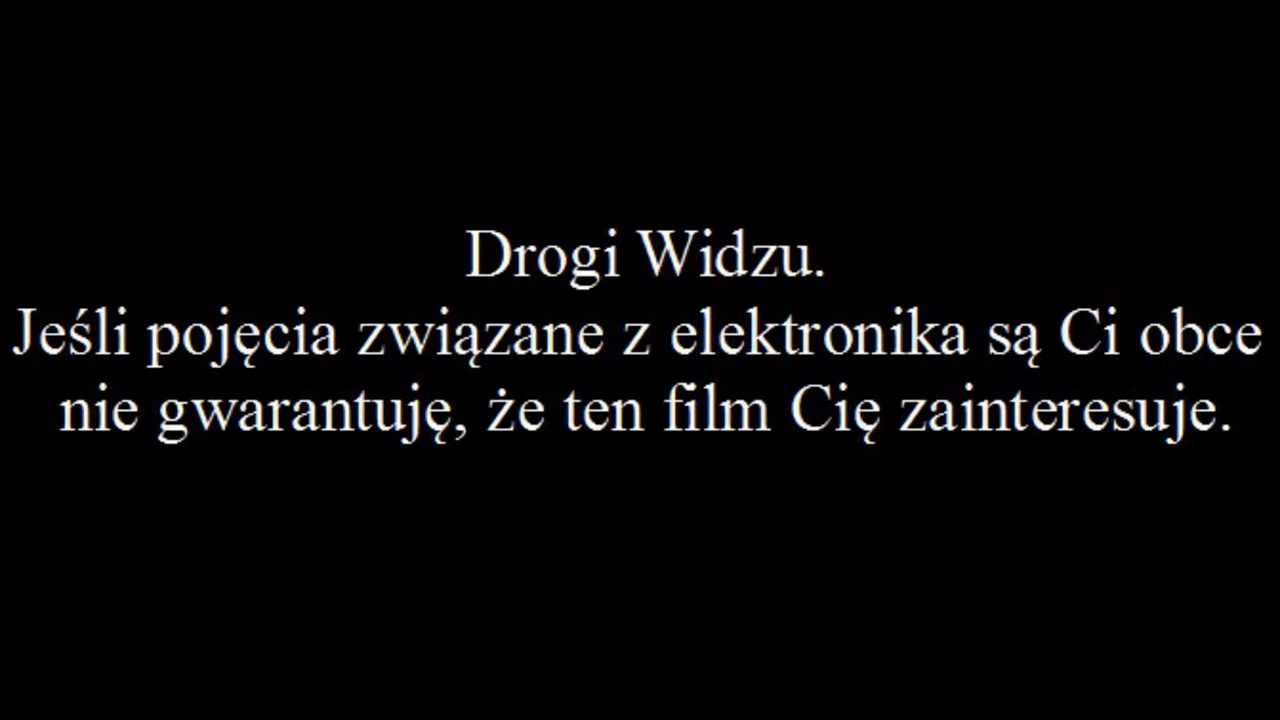 Drogi Widzu.
Jeśli pojęcia związane z elektronika są Ci obce
nie gwarantuję, że ten film Cię zainteresuje.